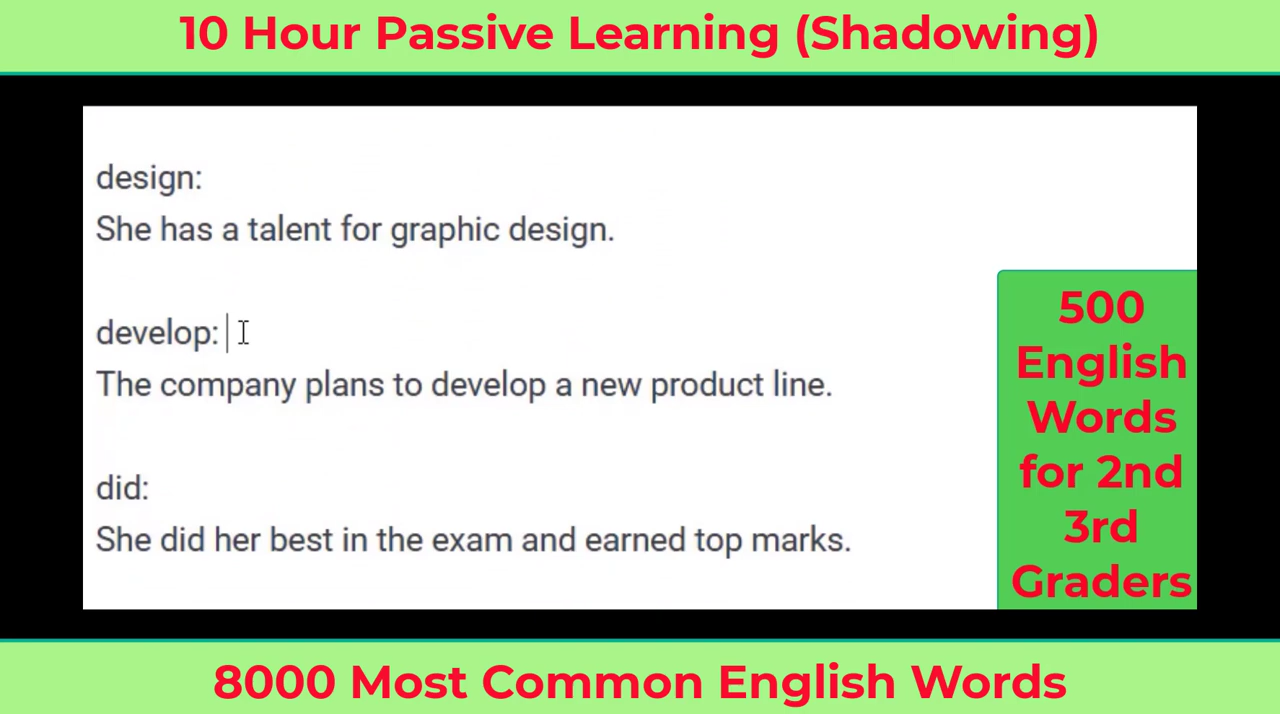 10 Hour Passive Learning (Shadowing)
design:
She has a talent for graphic design.
develop:
The company plans to develop a new product line.
did:
She did her best in the exam and earned top marks.
500
English
Words
for 2nd
3rd
Graders
8000 Most Common English Words